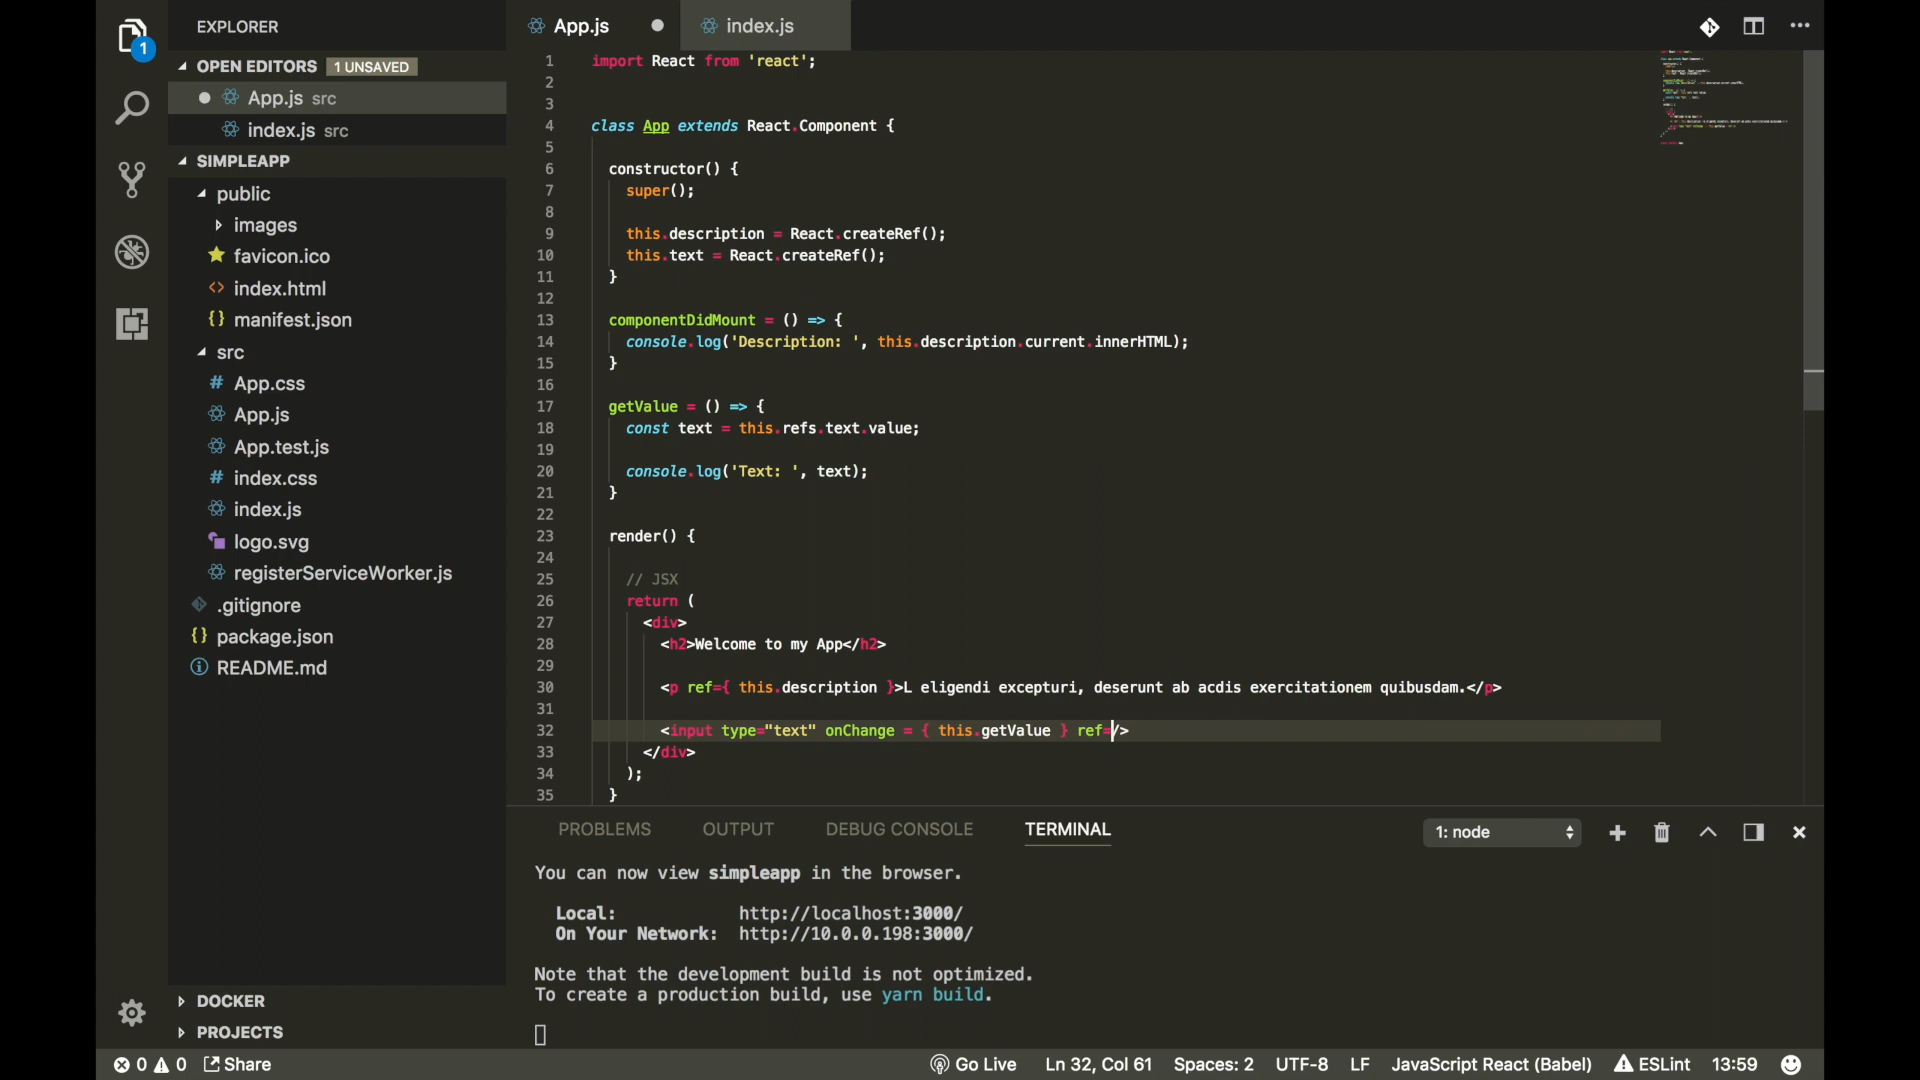 1
EXPLORER
OPEN EDITORS 1 UNSAVED
App.js src
index.js src
SIMPLEAPP
public
images
favicon.ico
<> index.html
{} manifest.json
src
# App.css
App.js
App.test.js
# index.css
index.js
logo.svg
registerServiceWorker.js
.gitignore
{} package.json
README.md
DOCKER
PROJECTS
App.js
index.js
1 import React from 'react';
2
3
4 class App extends React.Component {
5
6 constructor() {
7 super();
8
9 this.description = React.createRef();
10 this.text = React.createRef();
11 }
12
13 componentDidMount = () => {
14 console.log('Description: ', this.description.current.innerHTML);
15 }
16
17 getValue = () => {
18 const text = this.refs.text.value;
19
20 console.log('Text: ', text);
21 }
22
23 render() {
24
25 // JSX
26 return (
27 <div>
28 <h2>Welcome to my App</h2>
29
30 <p ref={ this.description }>L eligendi excepturi, deserunt ab acdis exercitationem quibusdam.</p>
31
32 <input type="text" onChange = { this.getValue } ref=/>
33 </div>
34 );
35 }
PROBLEMS OUTPUT DEBUG CONSOLE TERMINAL 1: node
You can now view simpleapp in the browser.
Local: http://localhost:3000/
On Your Network: http://10.0.0.198:3000/
Note that the development build is not optimized.
To create a production build, use yarn build.
0 0 Share Go Live Ln 32, Col 61 Spaces: 2 UTF-8 LF JavaScript React (Babel) ESLint 13:59